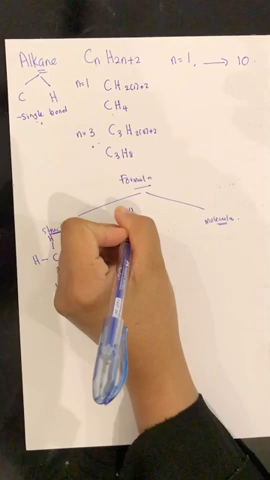 Alkane CnH2n+2 n=1. → 10.
C H n=1 CH2(1)+2
-single bond CH4
n=3 C3H2(3)+2
C3H8
Formula
molecula
H
H - C